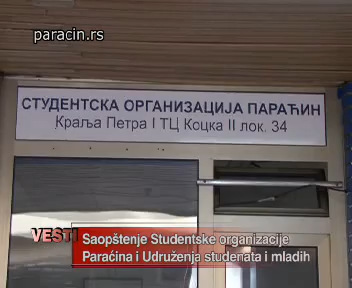 paracin.rs
СТУДЕНТСКА ОРГАНИЗАЦИЈА ПАРАЋИН
Краља Петра I ТЦ Коцка II лок. 34
VESTI
Saopštenje Studentske organizacije
Paraćina i Udruženja studenata i mladih